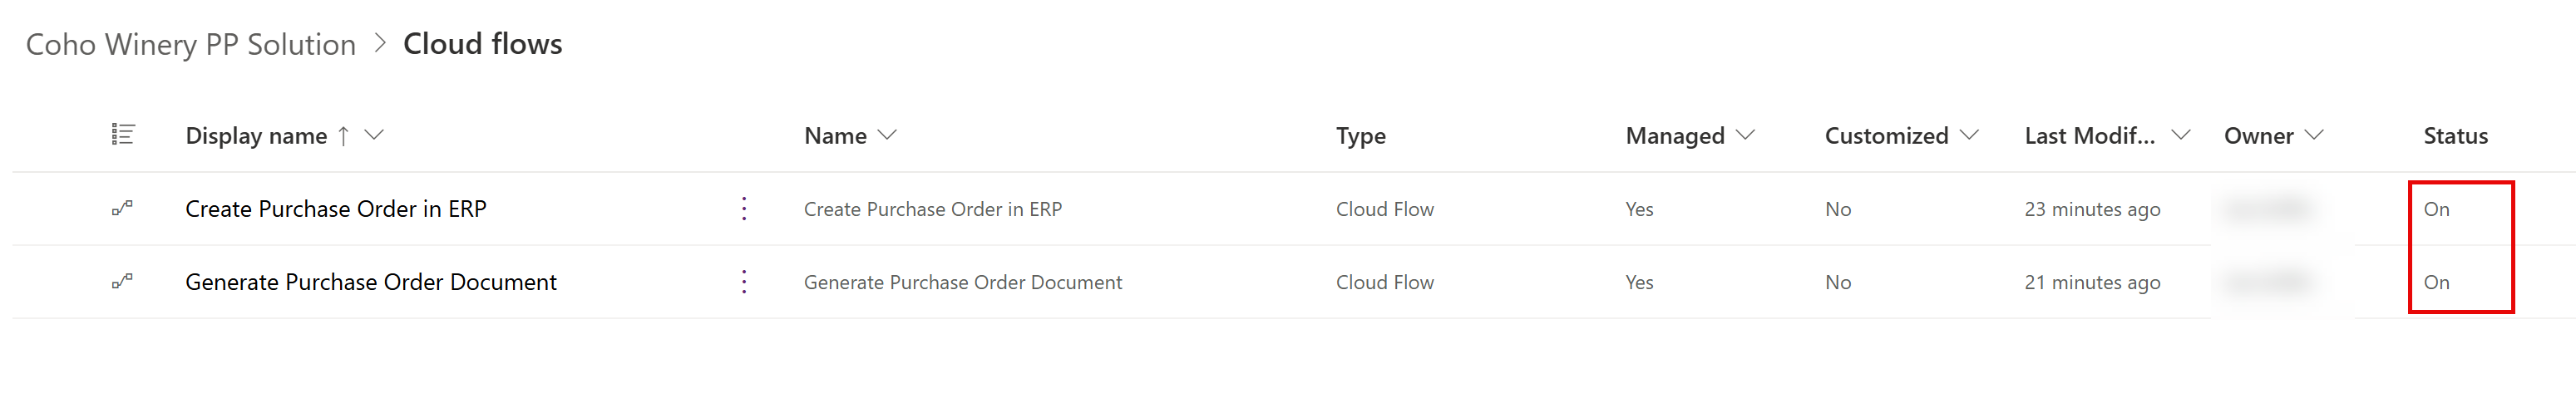 Coho Winery PP Solution > Cloud flows
Display name ↑ Name Type Managed Customized Last Modif... Owner Status
Create Purchase Order in ERP Create Purchase Order in ERP Cloud Flow Yes No 23 minutes ago On
Generate Purchase Order Document Generate Purchase Order Document Cloud Flow Yes No 21 minutes ago On